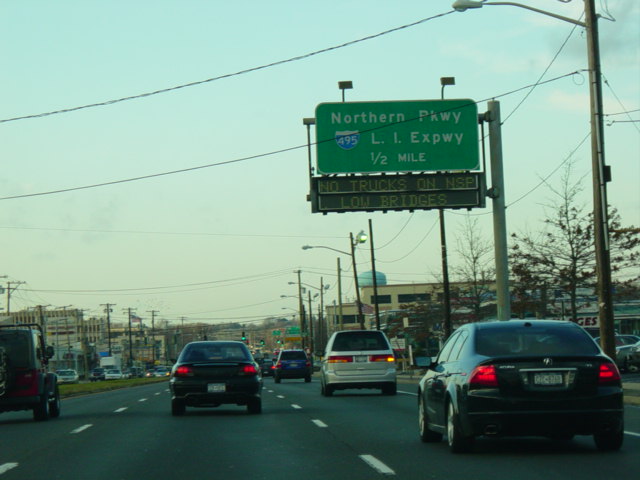 Northern Pkwy
495 L. I. Expwy
1/2 MILE
NO TRUCKS ON NSP
LOW BRIDGES